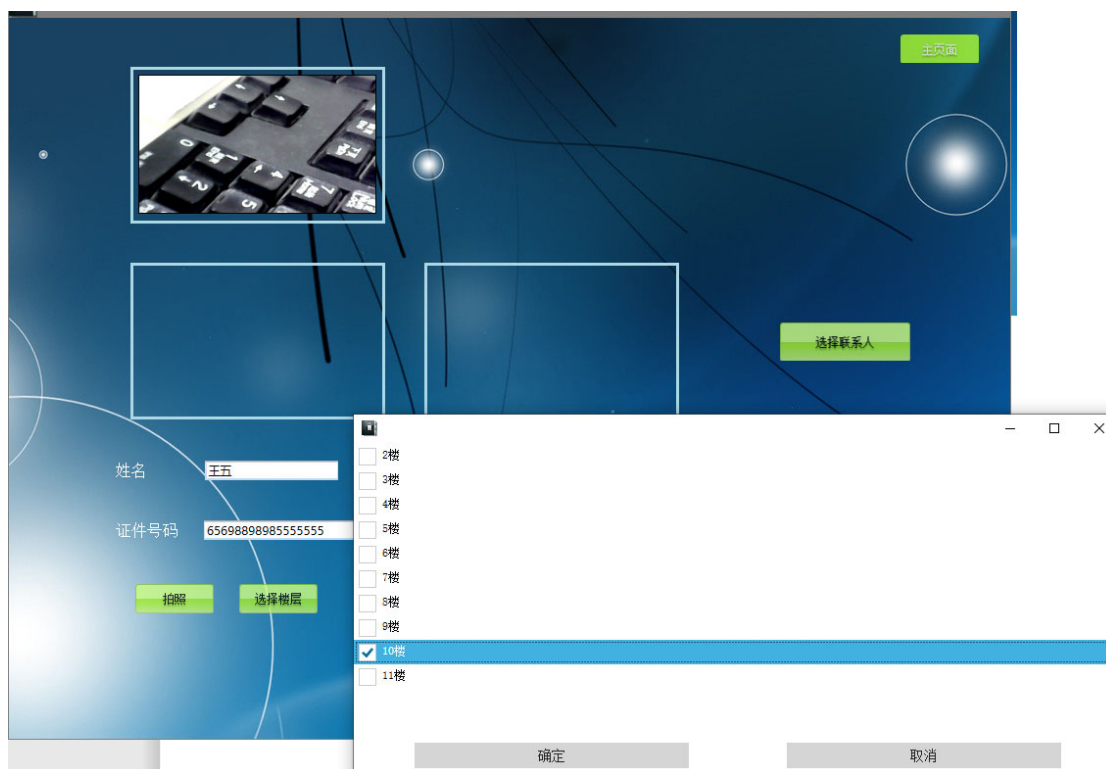 主页面
选择联系人
姓名
王五
证件号码
65698898985555555
拍照
选择楼层
2楼
3楼
4楼
5楼
6楼
7楼
8楼
9楼
10楼
11楼
确定
取消